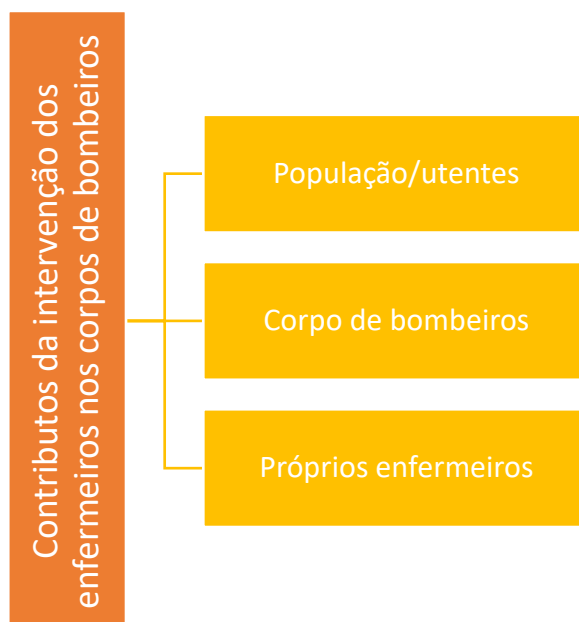 Contributos da intervenção dos
enfermeiros nos corpos de bombeiros
População/utentes
Corpo de bombeiros
Próprios enfermeiros